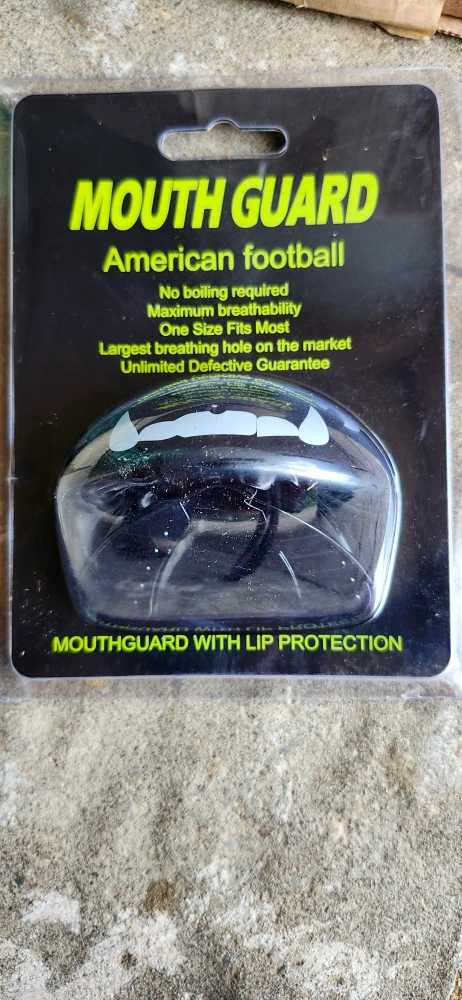 MOUTH GUARD
American football
No boiling required
Maximum breathability
One Size Fits Most
Largest breathing hole on the market
Unlimited Defective Guarantee
MOUTHGUARD WITH LIP PROTECTION